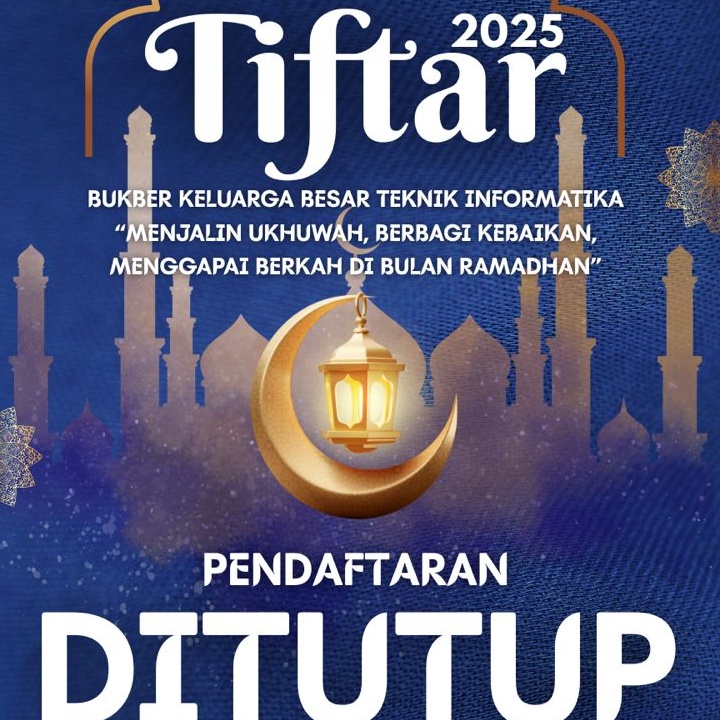 Tiftar 2025
BUKBER KELUARGA BESAR TEKNIK INFORMATIKA
“MENJALIN UKHUWAH, BERBAGI KEBAIKAN,
MENGGAPAI BERKAH DI BULAN RAMADHAN”
PENDAFTARAN
DITUTUP